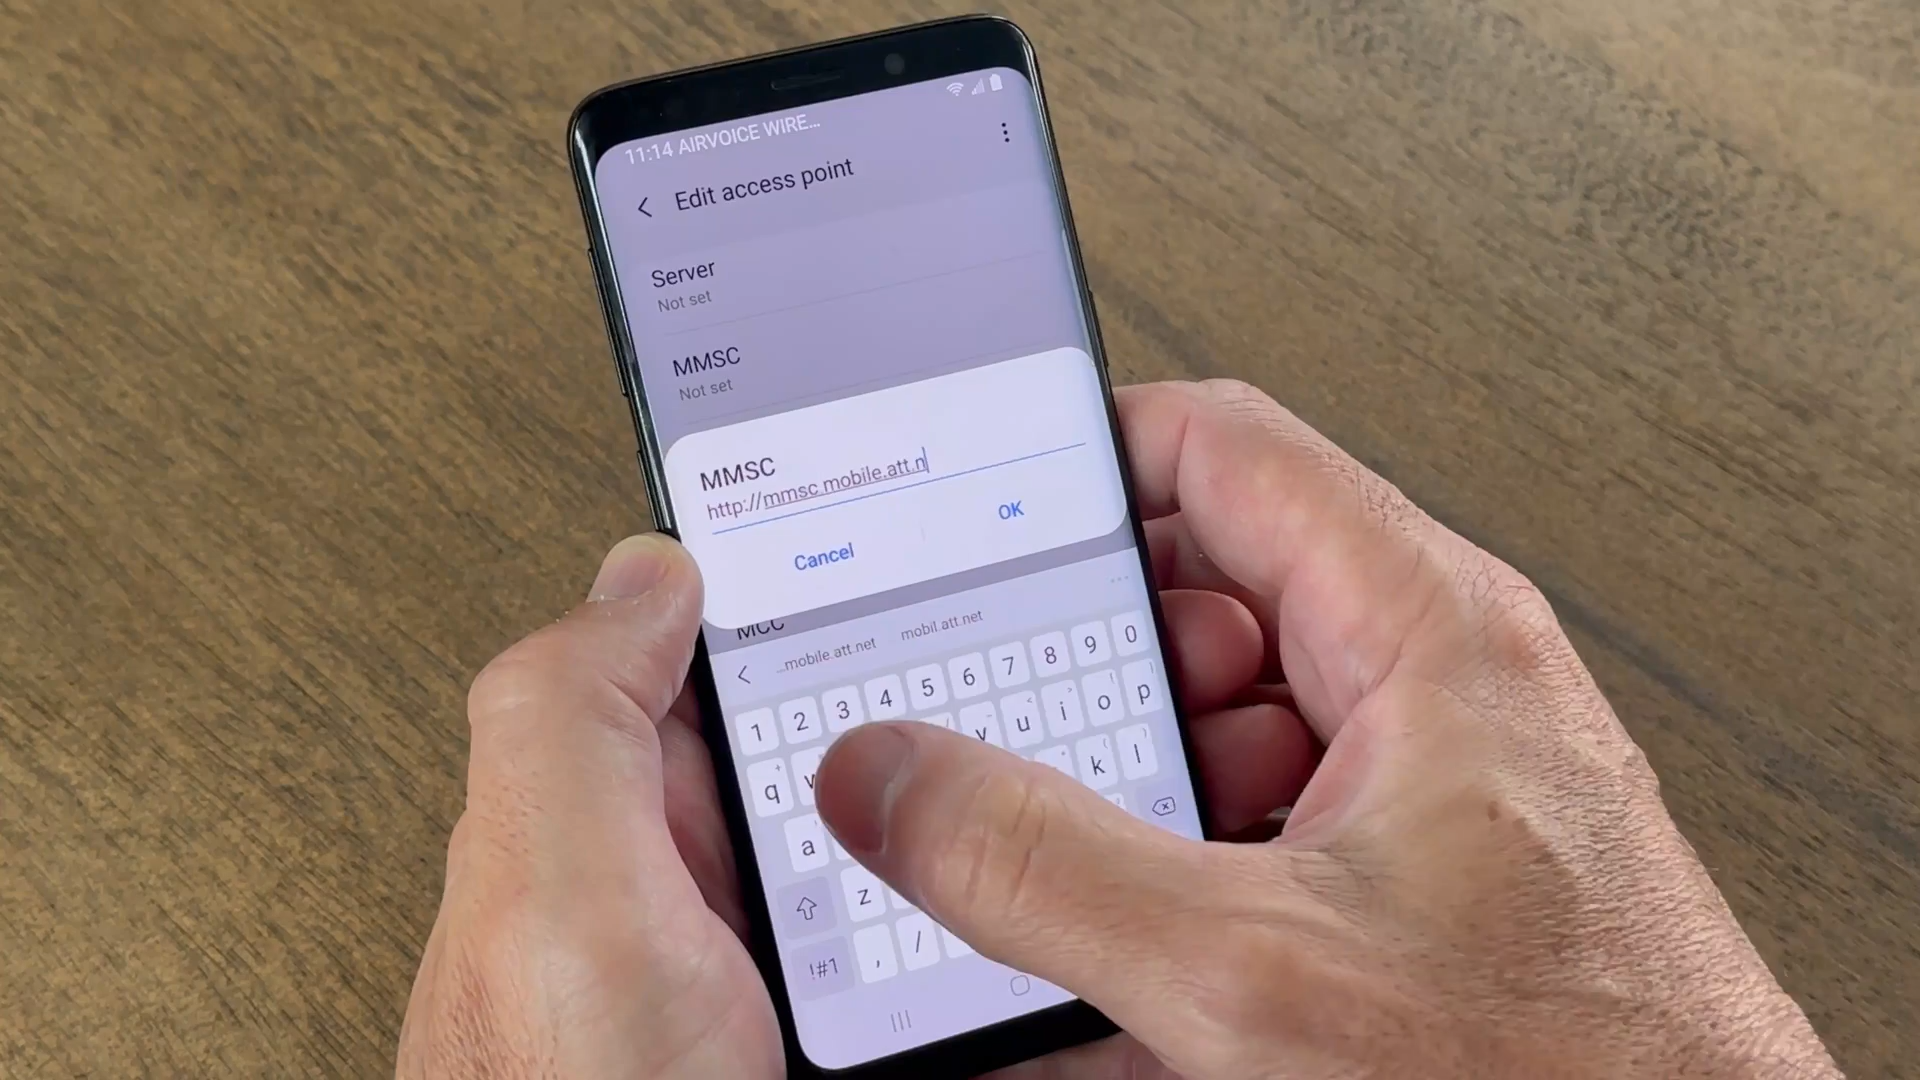 11:14 AIRVOICE WIRE...
Edit access point
Server
Not set
MMSC
Not set
MMSC
http://mmsc.mobile.att.n
Cancel
OK
MCC
...mobile.att.net mobil.att.net
1 2 3 4 5 6 7 8 9 0
q w y u i o p
a k l
z
!#1 , /